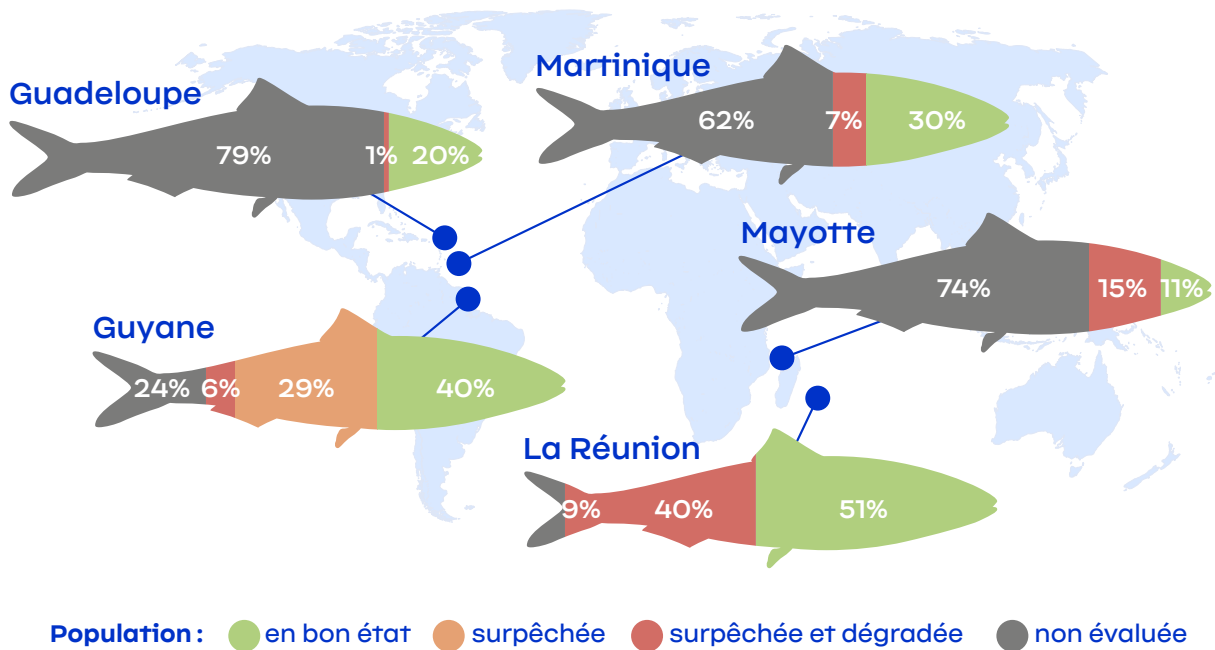 Guadeloupe
79% 1% 20%
Martinique
62% 7% 30%
Mayotte
74% 15% 11%
Guyane
24% 6% 29% 40%
La Réunion
9% 40% 51%
Population : en bon état surpêchée surpêchée et dégradée non évaluée